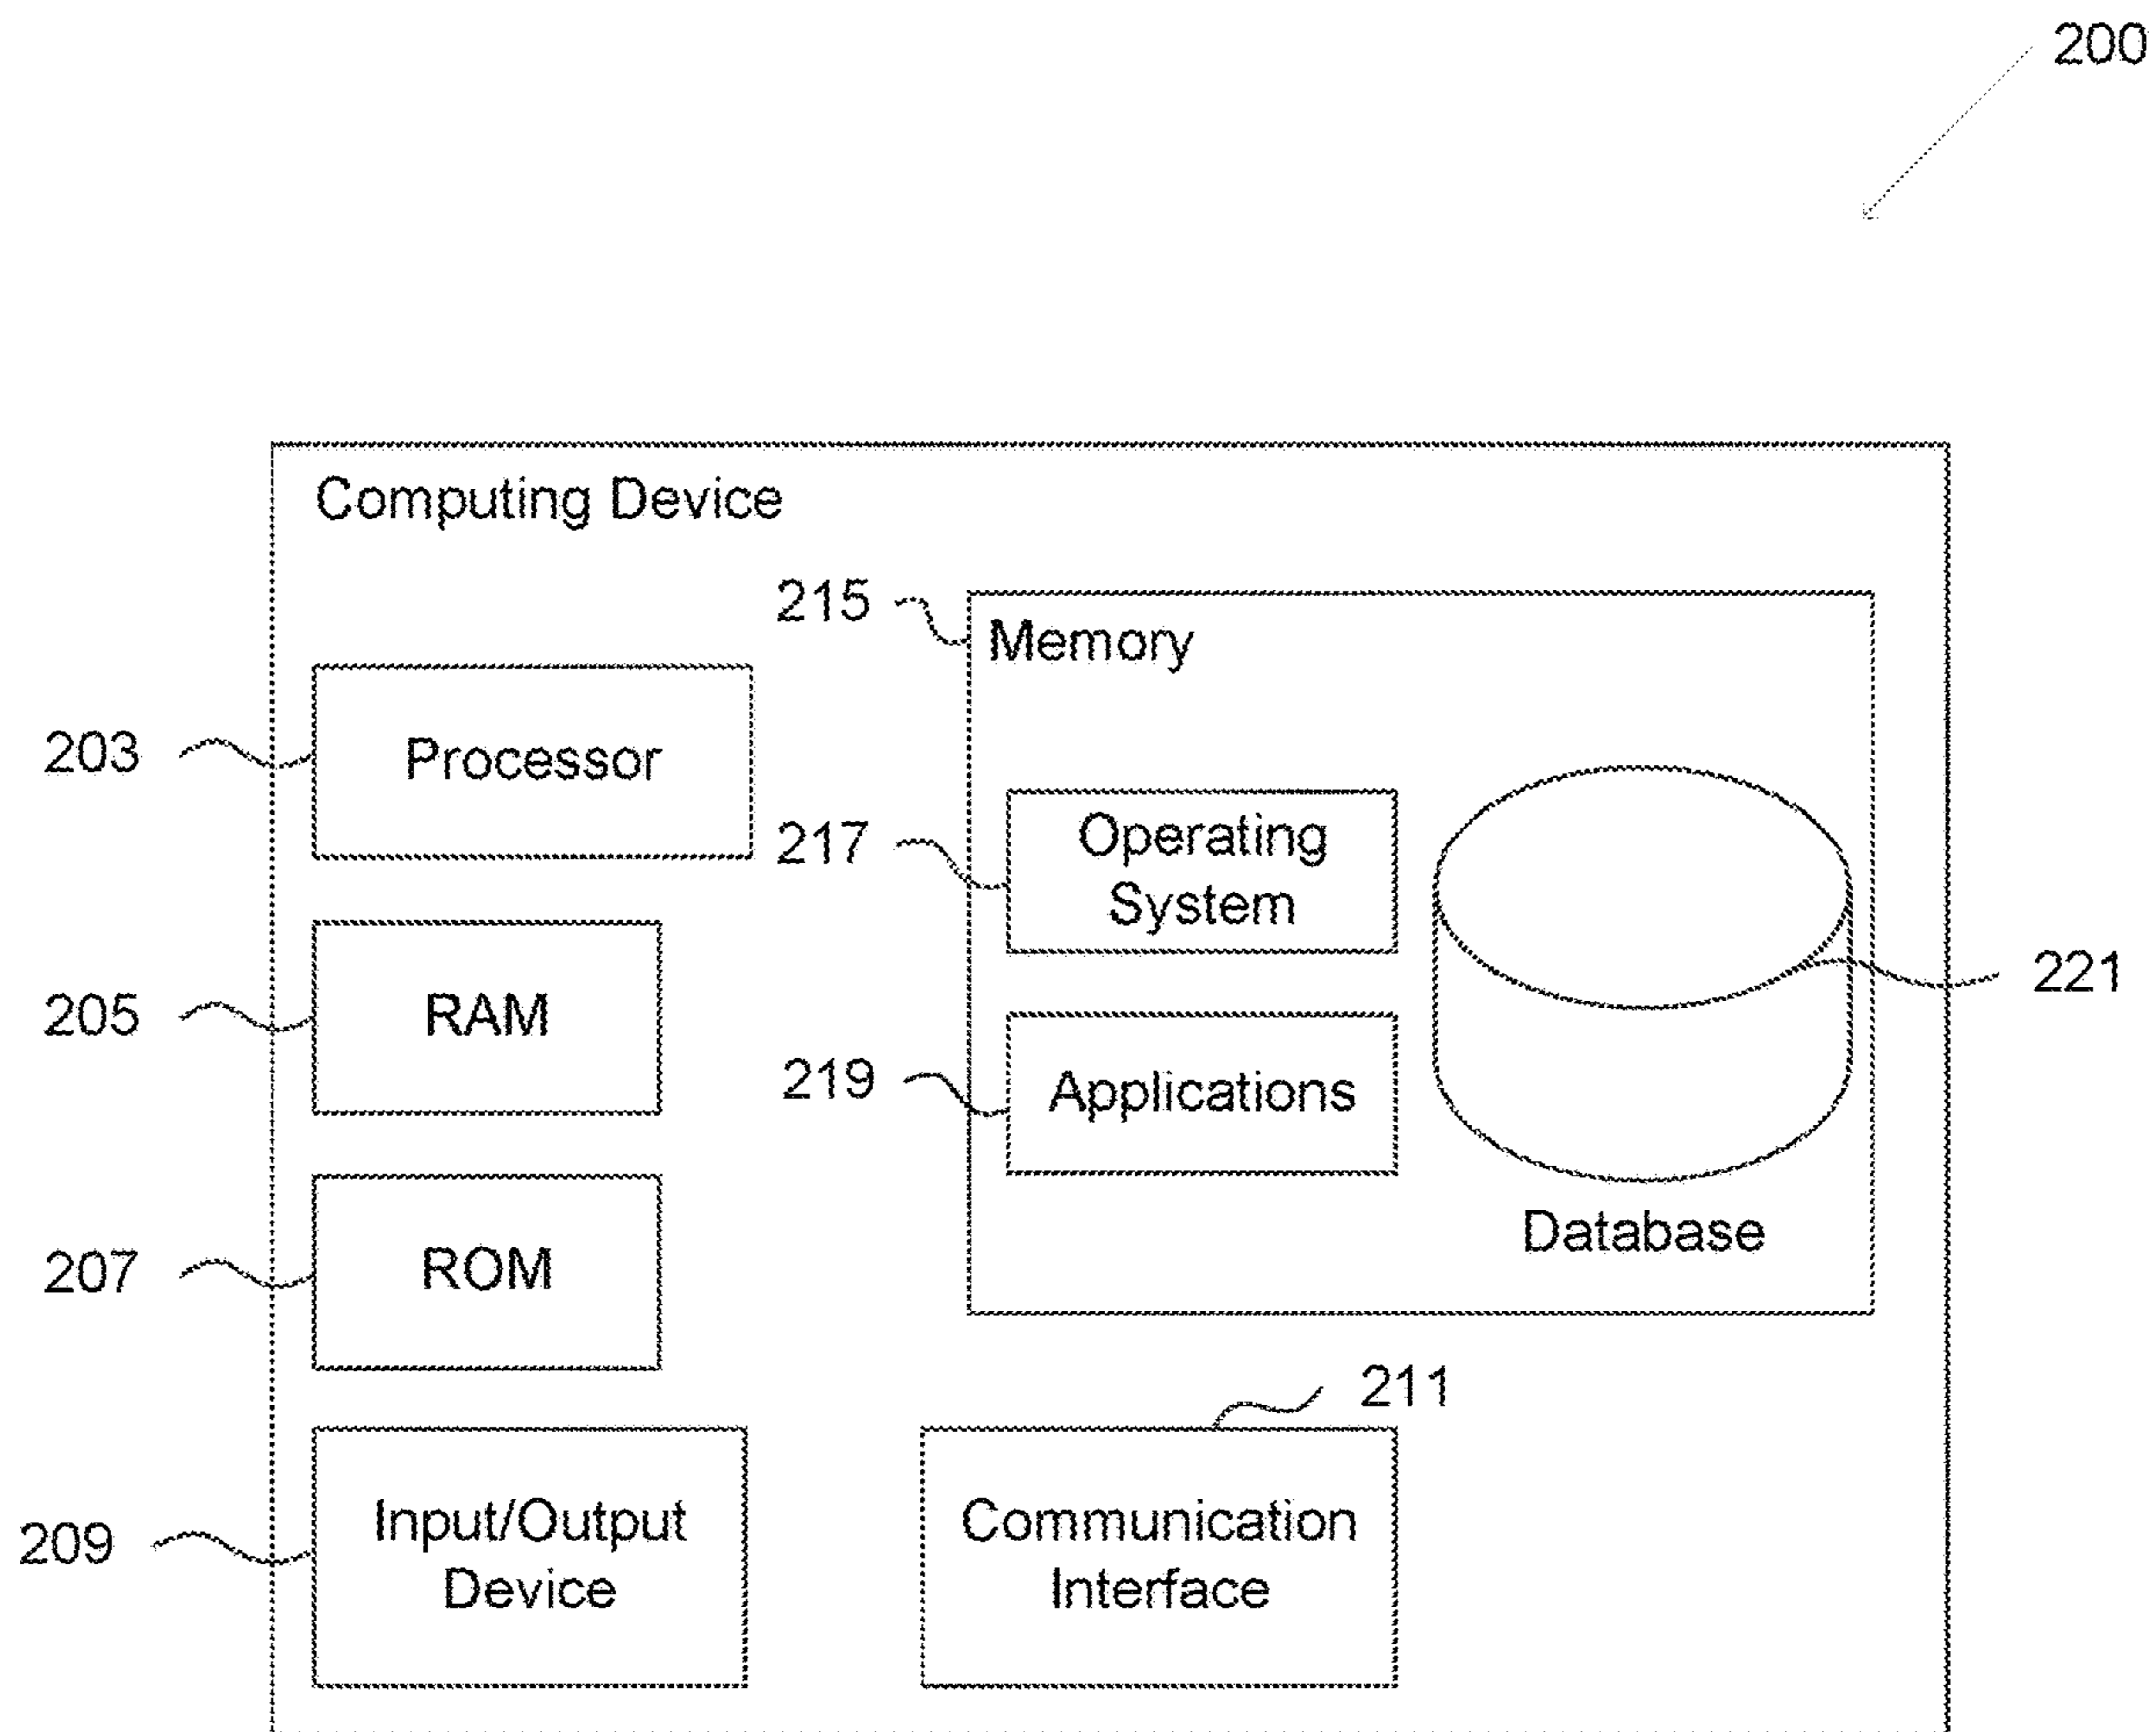 200
Computing Device
215
Memory
203
Processor
217
Operating
System
205
RAM
221
219
Applications
207
ROM
Database
211
209
Input/Output
Device
Communication
Interface